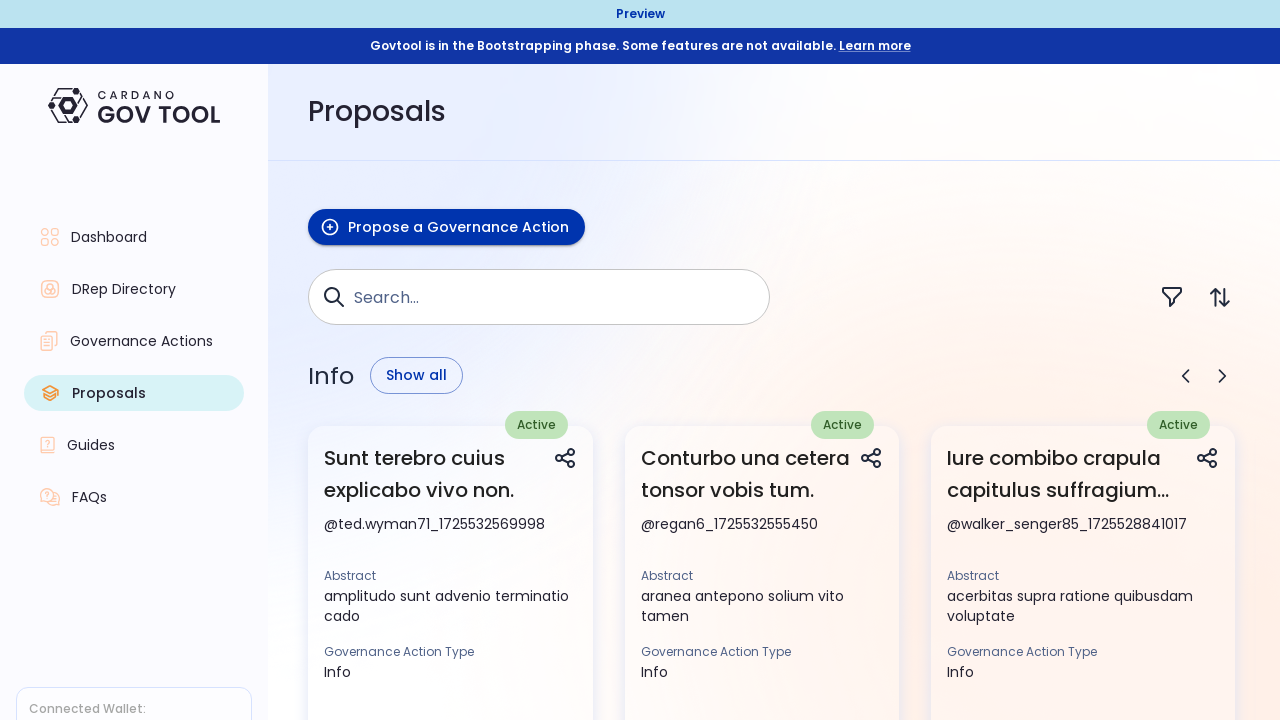 Preview
Govtool is in the Bootstrapping phase. Some features are not available. Learn more
CARDANO
GOV TOOL
Proposals
Dashboard
DRep Directory
Governance Actions
Proposals
Guides
FAQs
Connected Wallet:
Propose a Governance Action
Search...
Info
Show all
Active
Sunt terebro cuius
explicabo vivo non.
@ted.wyman71_1725532569998
Abstract
amplitudo sunt advenio terminatio
cado
Governance Action Type
Info
Active
Conturbo una cetera
tonsor vobis tum.
@regan6_1725532555450
Abstract
aranea antepono solium vito
tamen
Governance Action Type
Info
Active
Iure combibo crapula
capitulus suffragium...
@walker_senger85_1725528841017
Abstract
acerbitas supra ratione quibusdam
voluptate
Governance Action Type
Info